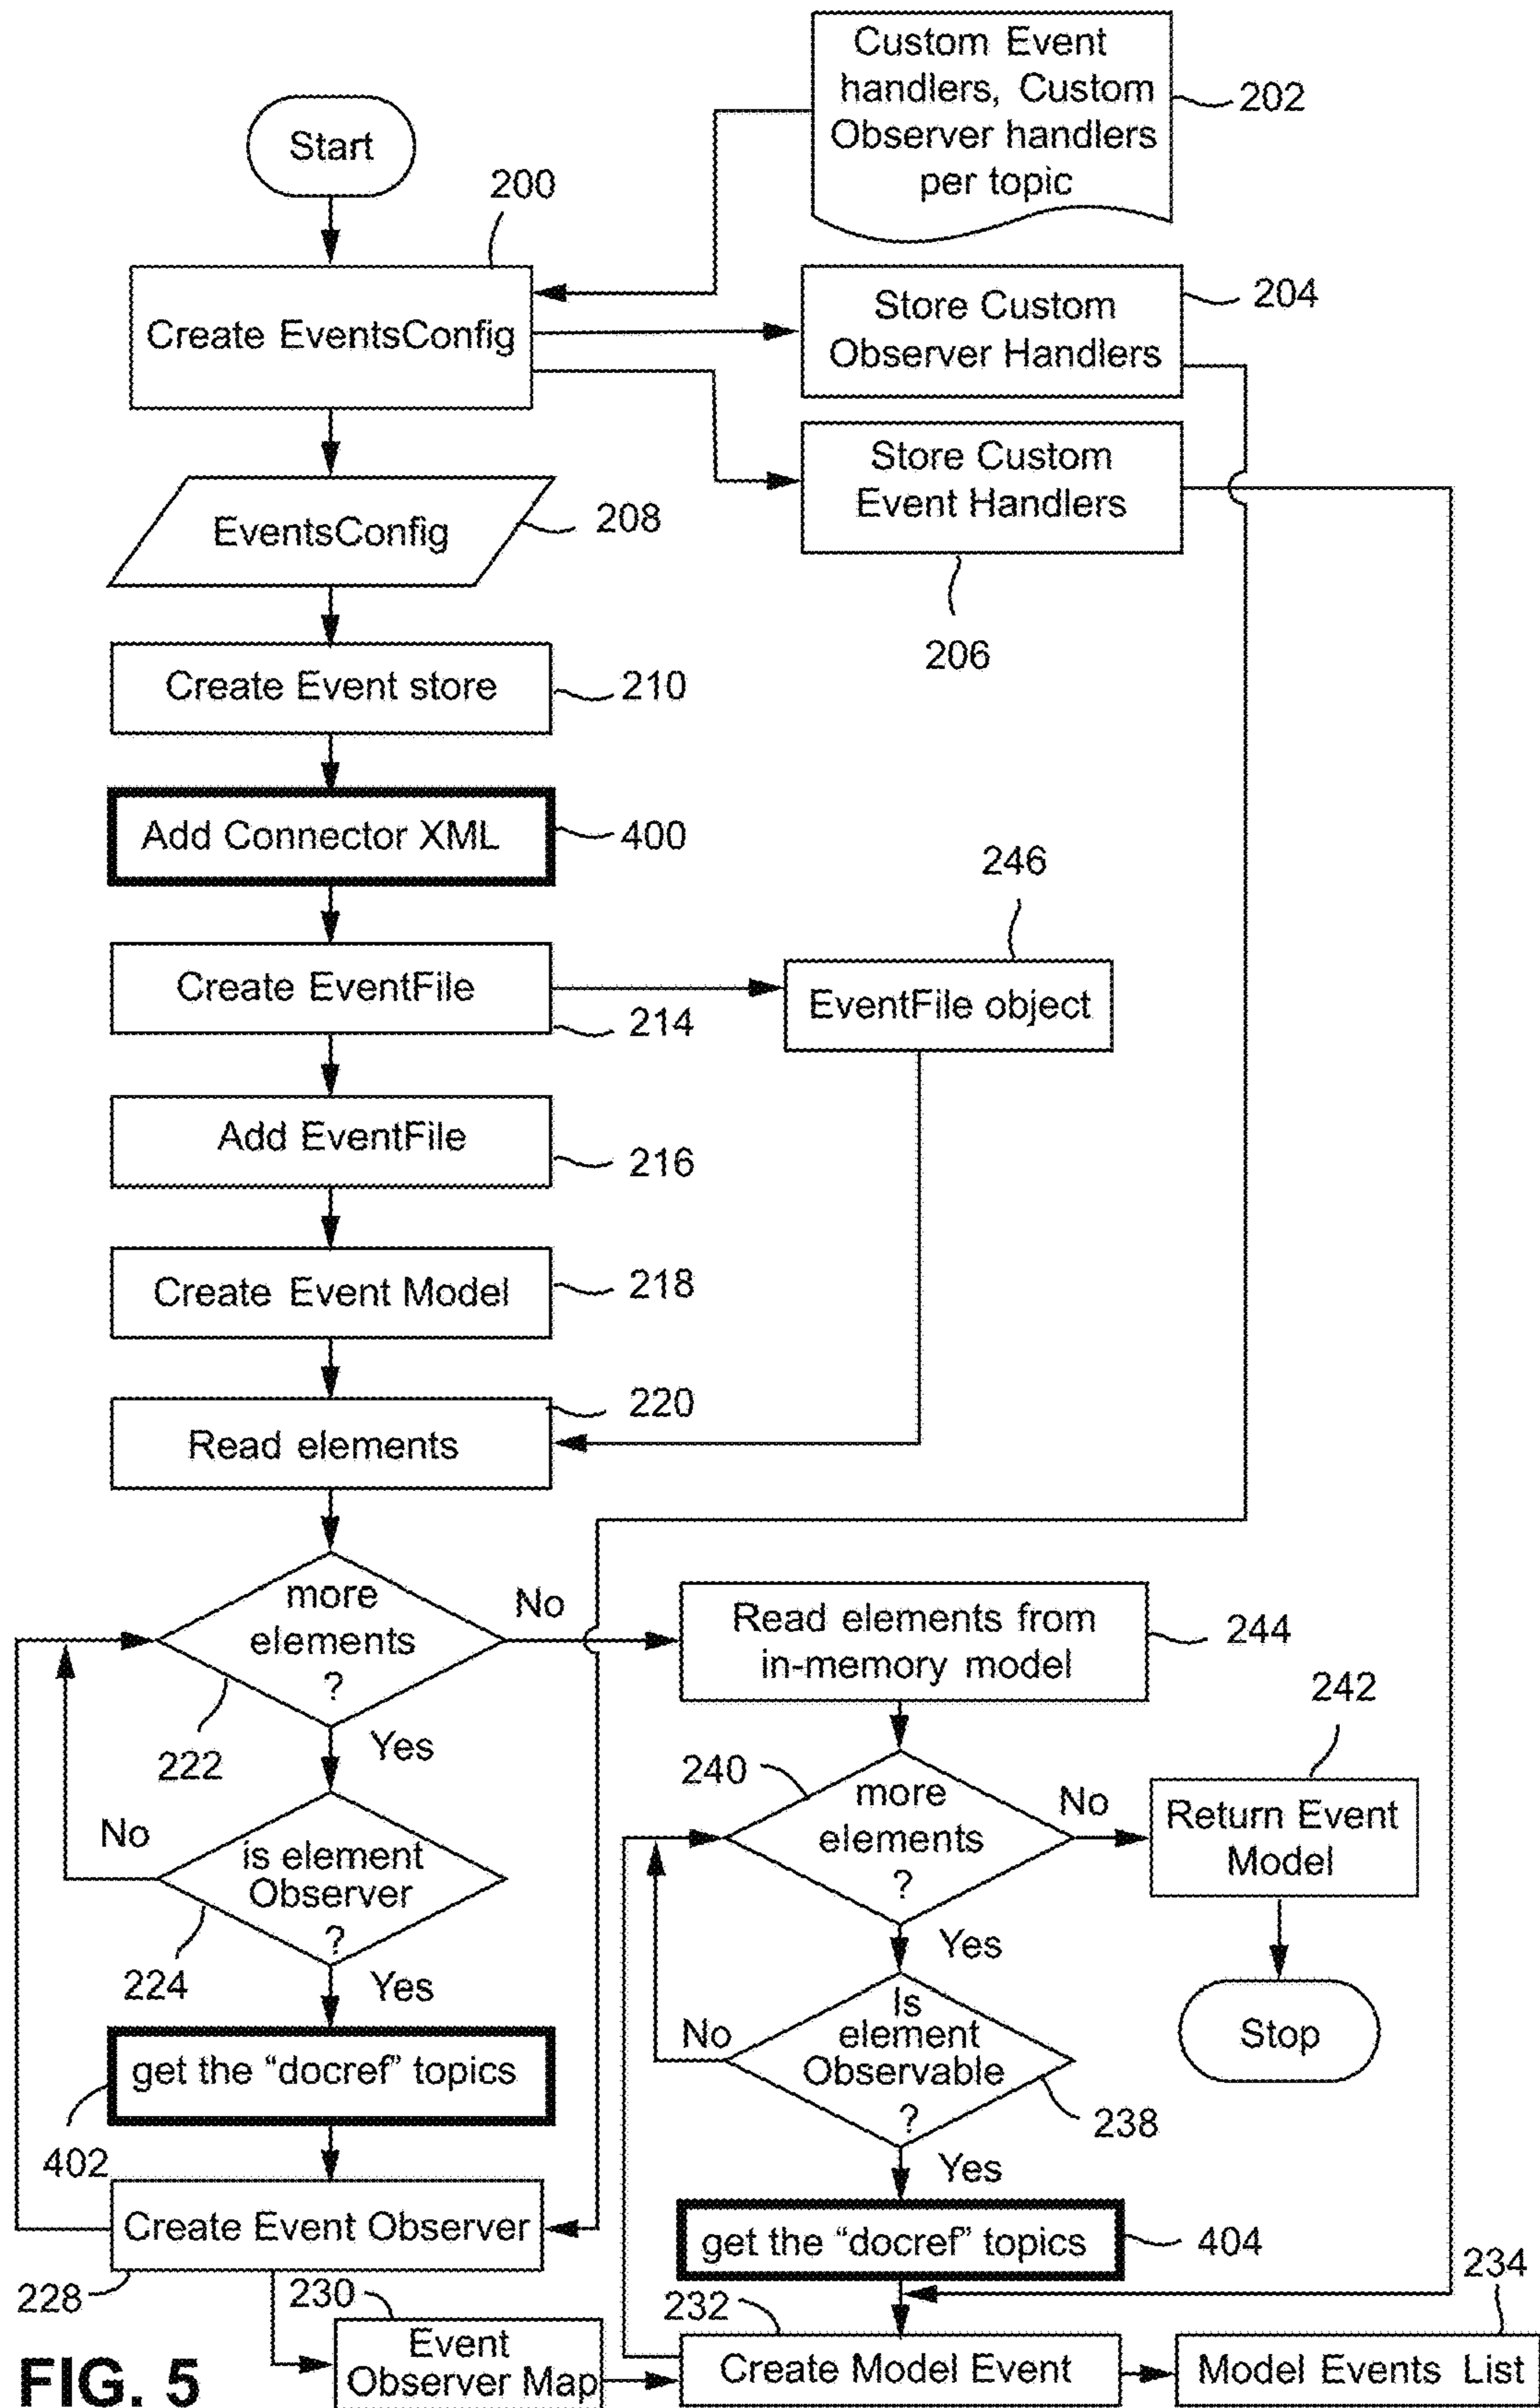 Custom Event
handlers, Custom
Observer handlers
per topic
202
Start
200
Create EventsConfig
Store Custom
Observer Handlers
204
Store Custom
Event Handlers
206
EventsConfig
208
Create Event store
210
Add Connector XML
400
246
Create EventFile
214
EventFile object
Add EventFile
216
Create Event Model
218
220
Read elements
more
elements
?
No
222
Yes
Read elements from
in-memory model
244
242
240
more
elements
?
No
Return Event
Model
No
is element
Observer
?
224
Yes
Yes
Is
element
Observable
?
No
238
Stop
get the “docref” topics
402
Yes
get the “docref” topics
404
Create Event Observer
228
230
232
234
Event
Observer Map
Create Model Event
Model Events List
FIG. 5